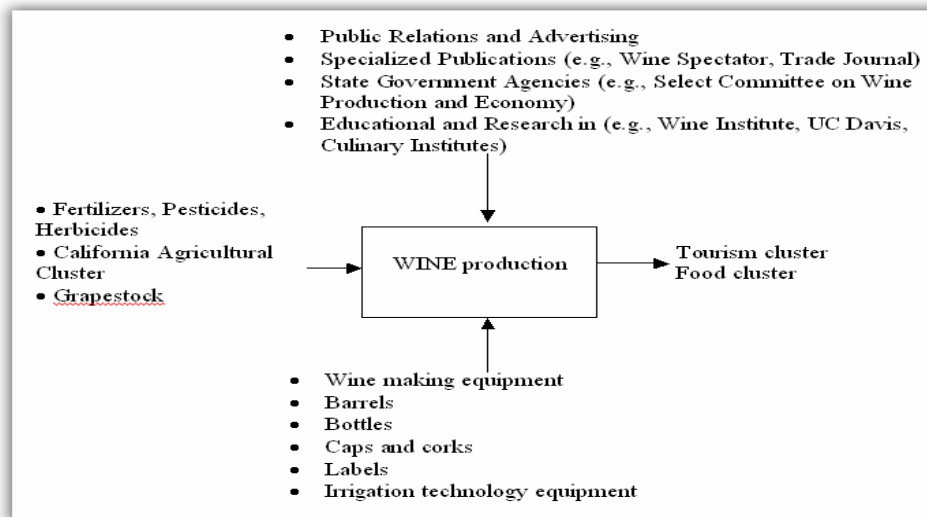 • Public Relations and Advertising
• Specialized Publications (e.g., Wine Spectator, Trade Journal)
• State Government Agencies (e.g., Select Committee on Wine
Production and Economy)
• Educational and Research in (e.g., Wine Institute, UC Davis,
Culinary Institutes)
• Fertilizers, Pesticides,
Herbicides
• California Agricultural
Cluster
• Grapestock
WINE production
Tourism cluster
Food cluster
• Wine making equipment
• Barrels
• Bottles
• Caps and corks
• Labels
• Irrigation technology equipment